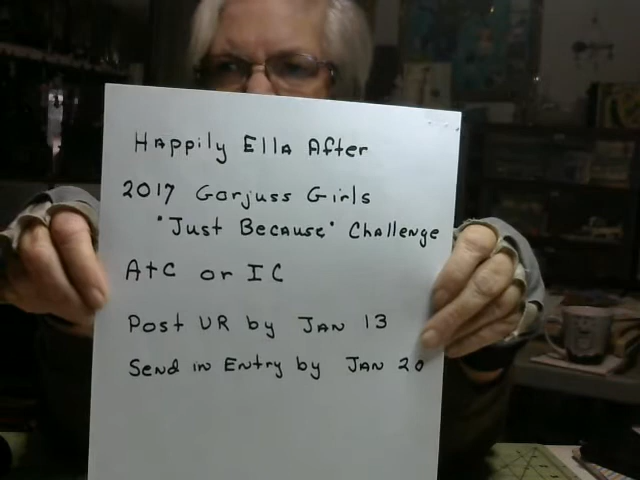 Happily Ella After
2017 Gorjuss Girls
"Just Because" Challenge
AtC or IC
Post UR by Jan 13
Send in Entry by Jan 20